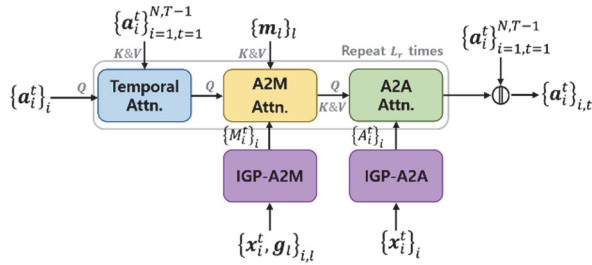 {a_i^t}_{i=1,t=1}^{N,T-1}
{m_l}_l
{a_i^t}_{i=1,t=1}^{N,T-1}
K&V
K&V
Repeat L_r times
{a_i^t}_i
Q
Temporal Attn.
Q
A2M Attn.
Q
K&V
A2A Attn.
{a_i^t}_{i,t}
{M_i^t}_i
{A_i^t}_i
IGP-A2M
IGP-A2A
{x_i^t, g_l}_{i,l}
{x_i^t}_i